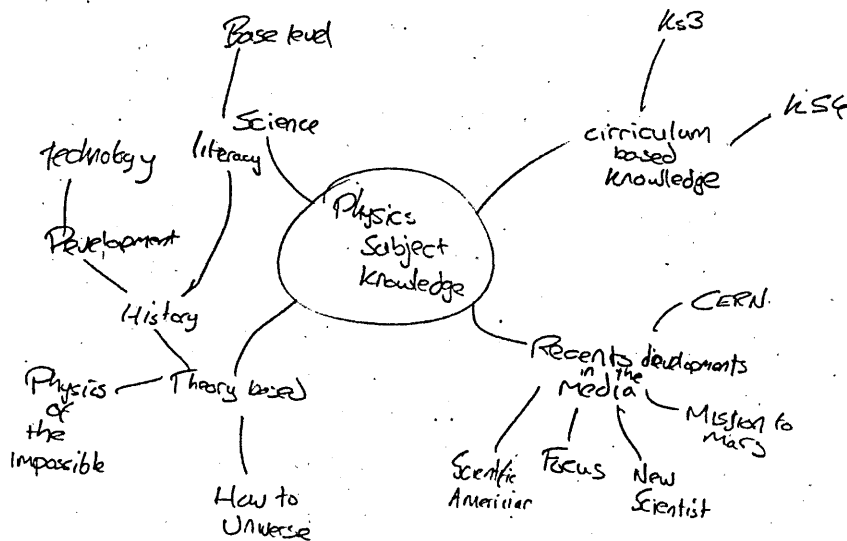 Base level
Science
literacy
Technology
Development
History
Physics
Subject
Knowledge
Ks3
KS4
cirriculum
based
Knowledge
Theory based
Physics
of
the
impossible
How to
Universe
Recents developments
in the
Media
CERN
Mission to
Mars
New
Scientist
Focus
Scientfic
American